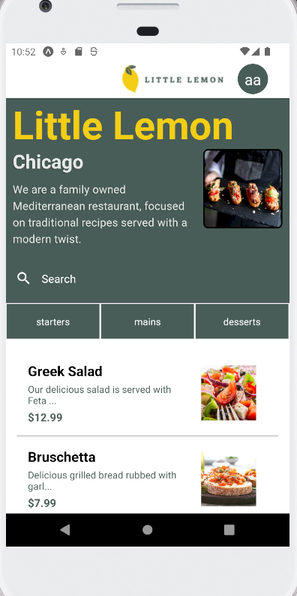 10:52
LITTLE LEMON
aa
Little Lemon
Chicago
We are a family owned
Mediterranean restaurant, focused
on traditional recipes served with a
modern twist.
Search
starters mains desserts
Greek Salad
Our delicious salad is served with
Feta ...
$12.99
Bruschetta
Delicious grilled bread rubbed with
garl...
$7.99